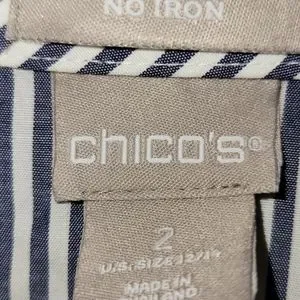 NO IRON
chico's®
2
U.S. SIZE 12/14
MADE IN